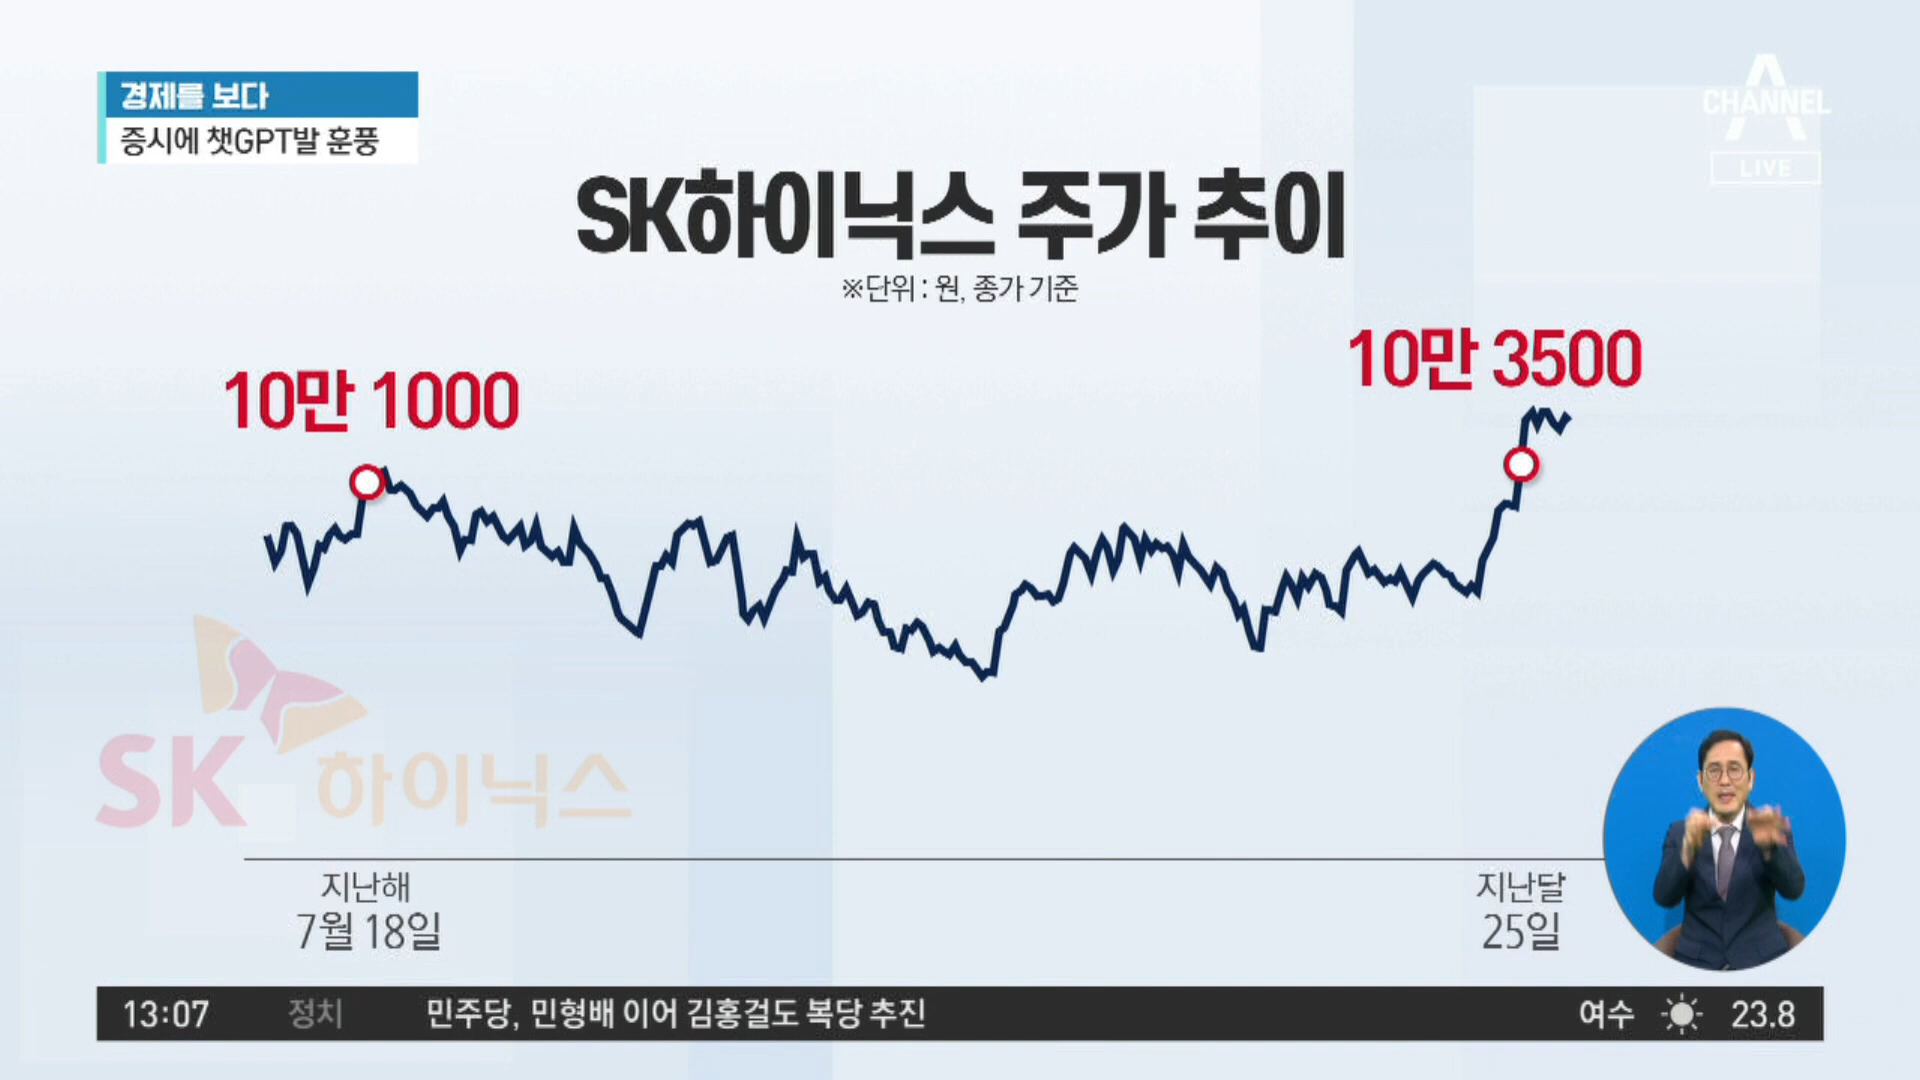 경제를 보다
증시에 챗GPT발 훈풍
CHANNEL A
LIVE
SK하이닉스 주가 추이
※단위 : 원, 종가 기준
10만 1000
10만 3500
SK 하이닉스
지난해
7월 18일
지난달
25일
13:07 정치 민주당, 민형배 이어 김홍걸도 복당 추진 여수 23.8